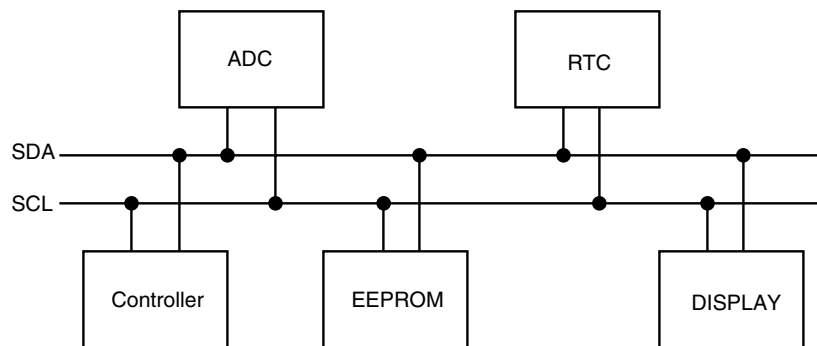 ADC
RTC
SDA
SCL
Controller
EEPROM
DISPLAY